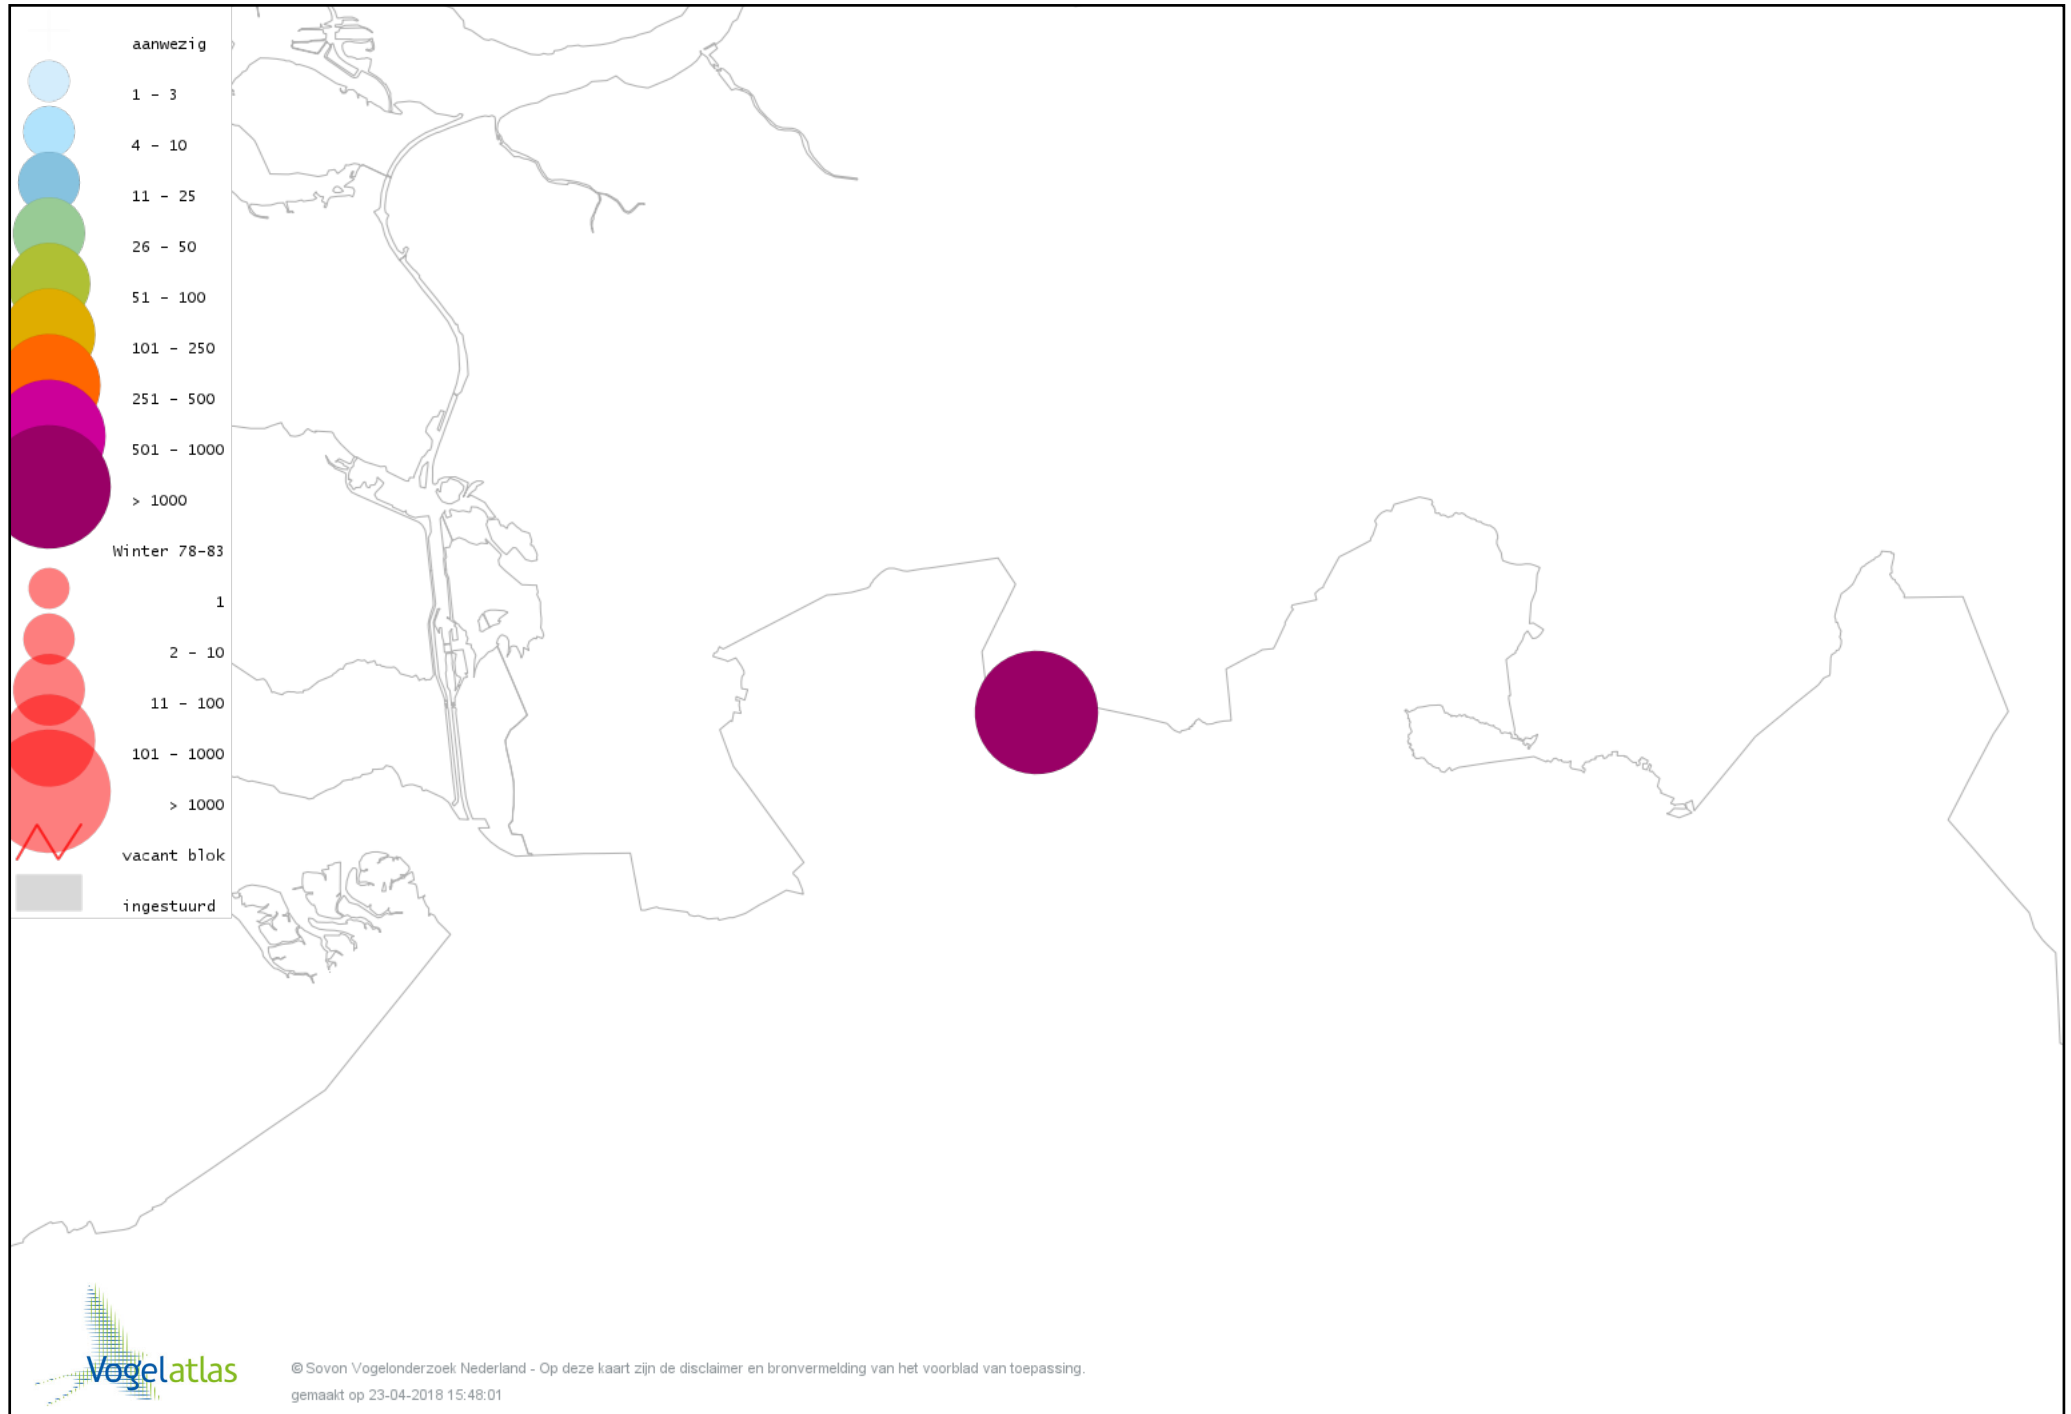 aanwezig
1 - 3
4 - 10
11 - 25
26 - 50
51 - 100
101 - 250
251 - 500
501 - 1000
> 1000
Winter 78-83
1
2 - 10
11 - 100
101 - 1000
> 1000
vacant blok
ingestuurd
Vogelatlas
© Sovon Vogelonderzoek Nederland - Op deze kaart zijn de disclaimer en bronvermelding van het voorblad van toepassing.
gemaakt op 23-04-2018 15:48:01